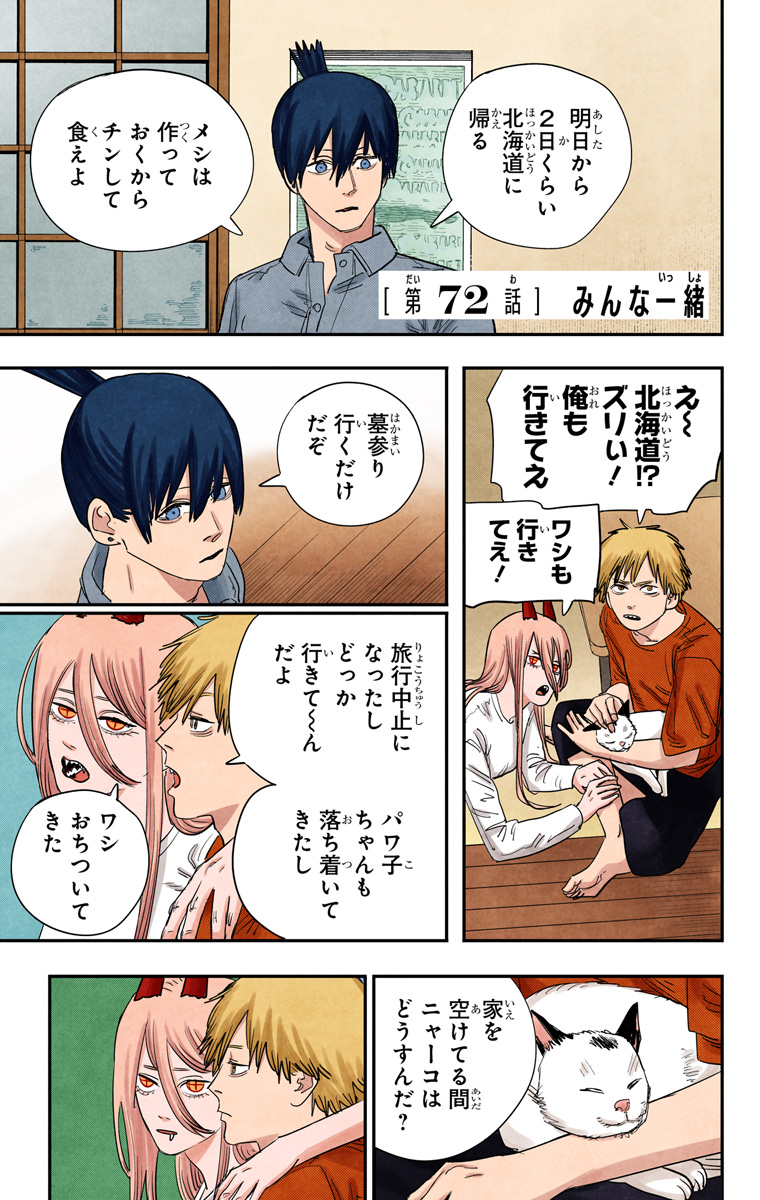 明日から
２日くらい
北海道に
帰る
メシは
作って
おくから
チンして
食えよ
[第72話] みんな一緒
え〜
北海道!?
ズリぃ！
俺も
行きてえ
ワシも
行き
てえ！
墓参り
行くだけ
だぞ
旅行中止に
なったし
どっか
行きて〜ん
だよ
パワ子
ちゃんも
落ち着いて
きたし
ワシ
おちついて
きた
家を
空けてる間
ニャーコは
どうすんだ？